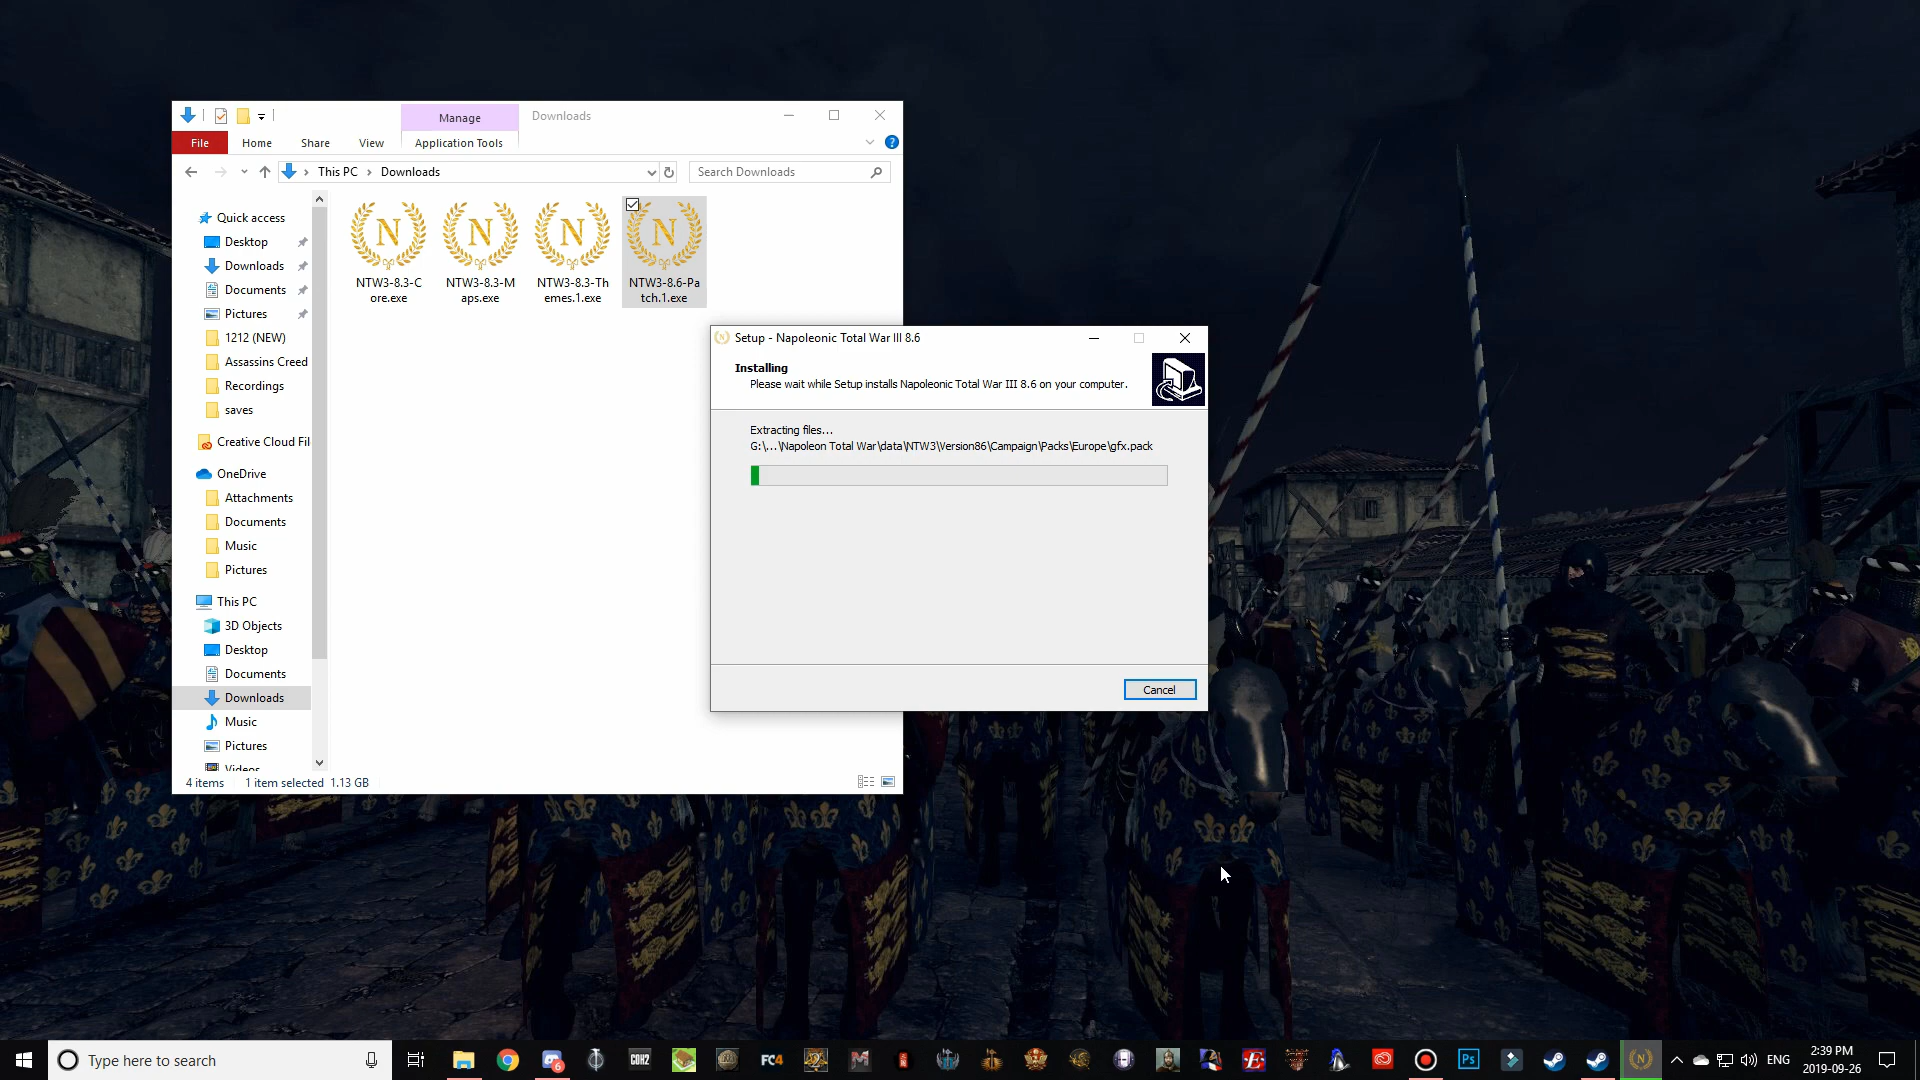 Manage
Downloads
File
Home
Share
View
Application Tools
This PC
Downloads
Search Downloads
Quick access
Desktop
Downloads
Documents
Pictures
1212 (NEW)
Assassins Creed
Recordings
saves
Creative Cloud Fil
OneDrive
Attachments
Documents
Music
Pictures
This PC
3D Objects
Desktop
Documents
Downloads
Music
Pictures
Videos
N
NTW3-8.3-C
ore.exe
N
NTW3-8.3-M
aps.exe
N
NTW3-8.3-Th
emes.1.exe
N
NTW3-8.6-Pa
tch.1.exe
4 items
1 item selected 1.13 GB
Setup - Napoleonic Total War III 8.6
Installing
Please wait while Setup installs Napoleonic Total War III 8.6 on your computer.
Extracting files...
G:\...\Napoleon Total War\data\NTW3\Version86\Campaign\Packs\Europe\gfx.pack
Cancel
Type here to search
6
COH2
FC4
E
Ps
N
ENG
2:39 PM
2019-09-26